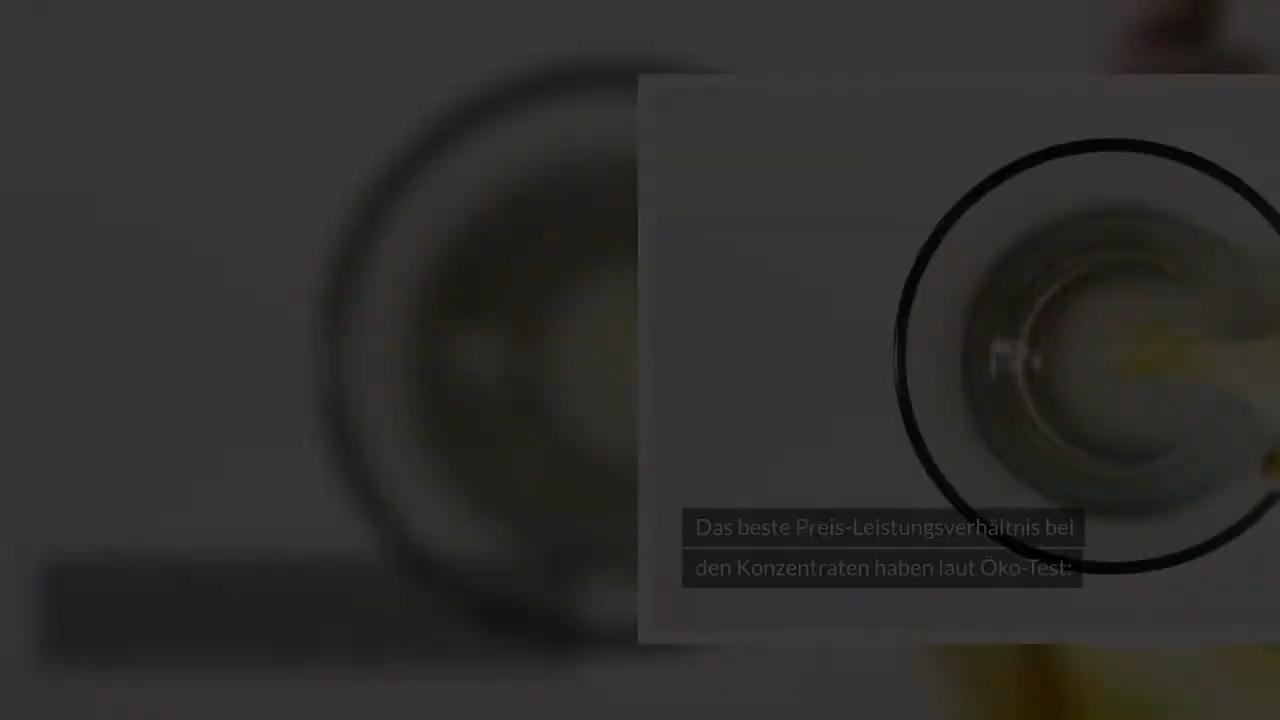 Das beste Preis-Leistungsverhältnis bei
den Konzentraten haben laut Öko-Test: